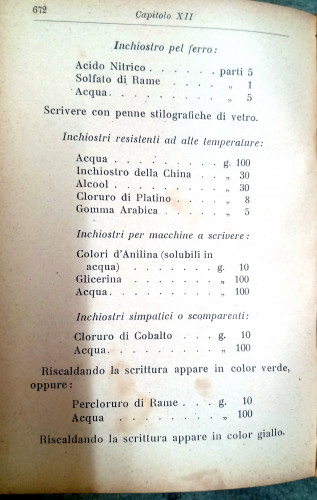 672
Capitolo XII
Inchiostro pel ferro:
Acido Nitrico . . . . . . parti 5
Solfato di Rame . . . . „ 1
Acqua. . . . . . . . . „ 5
Scrivere con penne stilografiche di vetro.
Inchiostri resistenti ad alte temperature:
Acqua . . . . . . . . . g. 100
Inchiostro della China . . „ 30
Alcool . . . . . . . . . „ 30
Cloruro di Platino . . . . „ 8
Gomma Arabica . . . . . „ 5
Inchiostri per macchine a scrivere:
Colori d'Anilina (solubili in
acqua) . . . . . . . g. 10
Glicerina . . . . . . . „ 100
Acqua. . . . . . . . . „ 100
Inchiostri simpatici o scomparenti:
Cloruro di Cobalto . . . g. 10
Acqua. . . . . . . . . „ 100
Riscaldando la scrittura appare in color verde,
oppure:
Percloruro di Rame . . . g. 10
Acqua . . . . . . . . „ 100
Riscaldando la scrittura appare in color giallo.